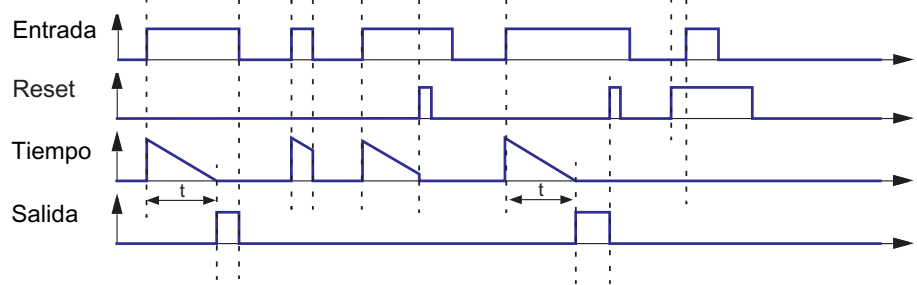 Entrada
Reset
Tiempo
t
t
Salida